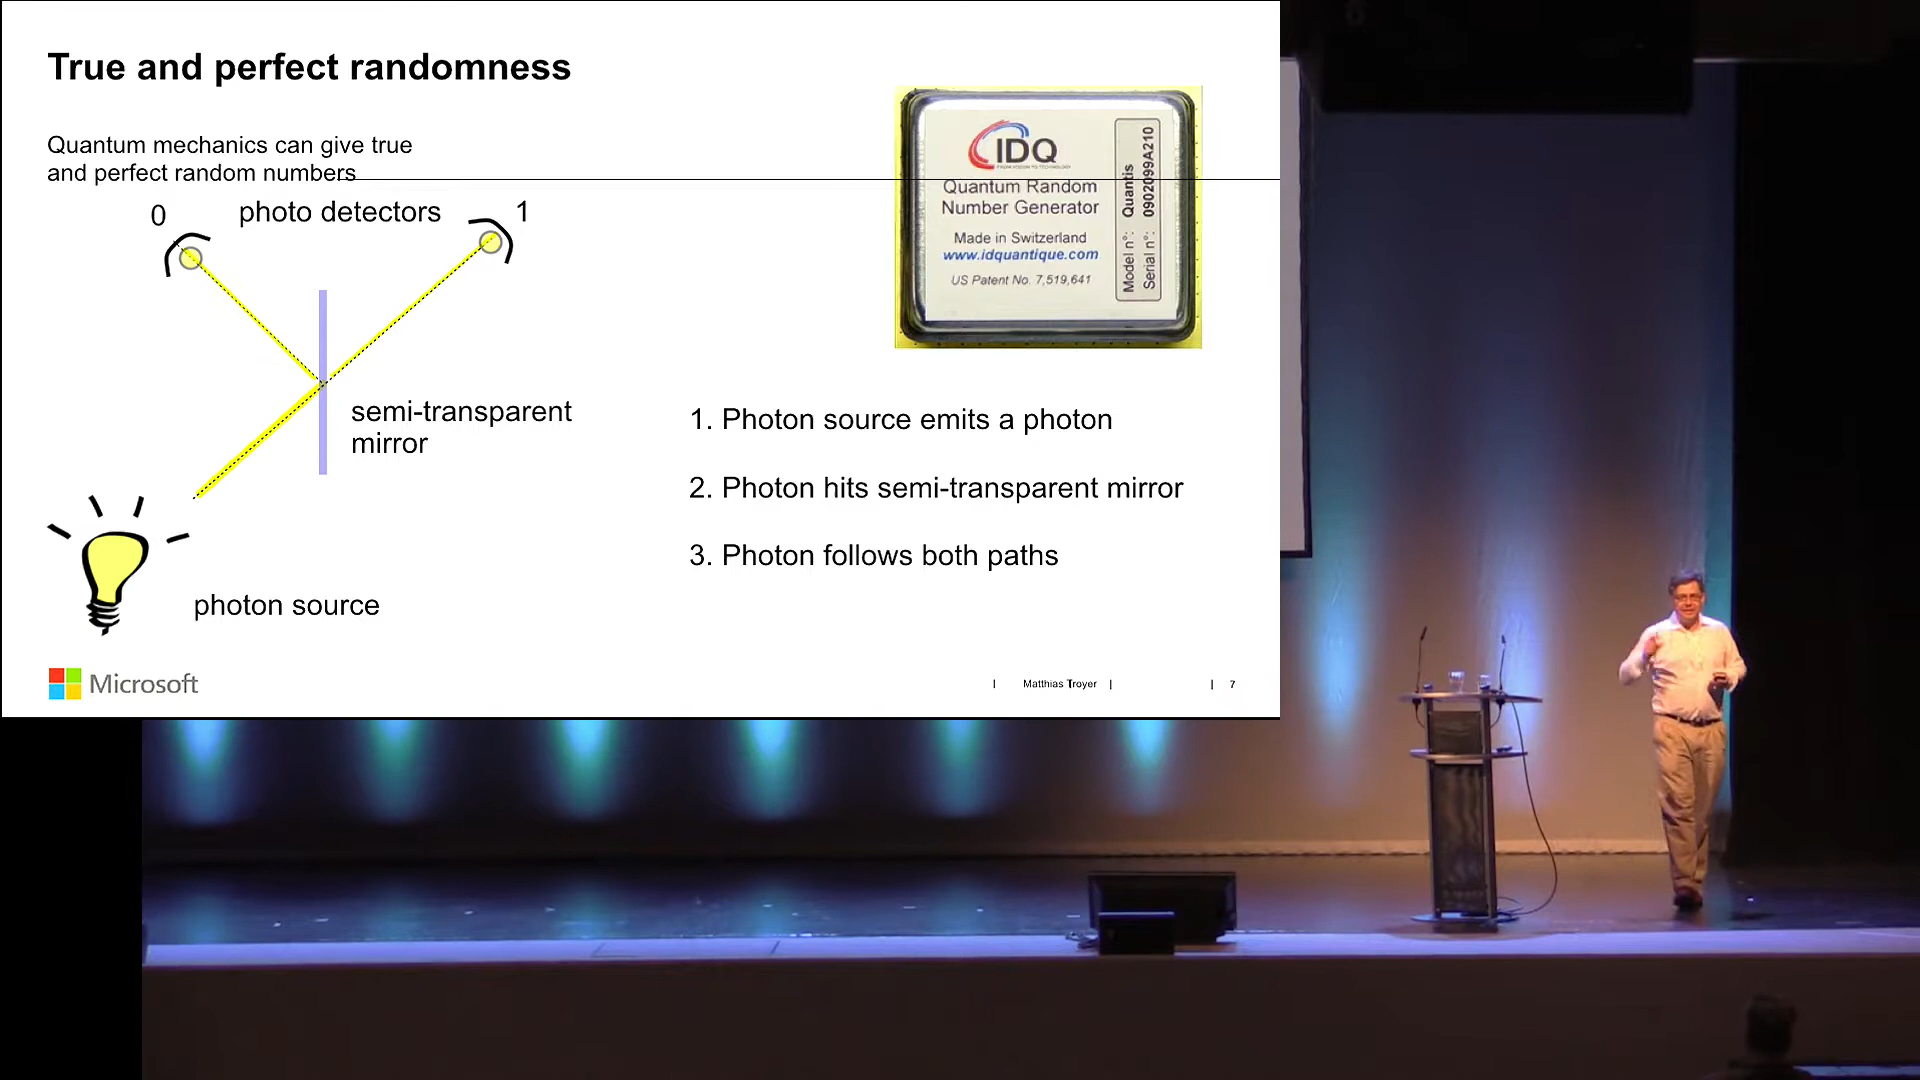 True and perfect randomness
Quantum mechanics can give true
and perfect random numbers
0
photo detectors
1
semi-transparent
mirror
photon source
IDQ
Quantum Random
Number Generator
Made in Switzerland
www.idquantique.com
US Patent No. 7,519,641
Model n°: Quantis
Serial n°: 0902099A210
1. Photon source emits a photon
2. Photon hits semi-transparent mirror
3. Photon follows both paths
Microsoft
| Matthias Troyer | | 7